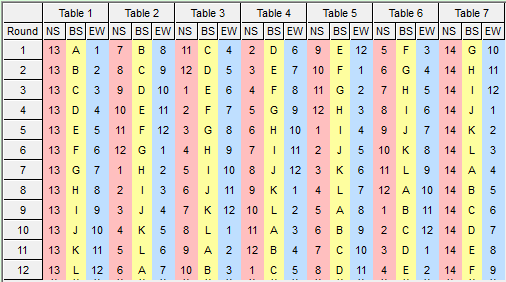 Table 1 Table 2 Table 3 Table 4 Table 5 Table 6 Table 7
Round NS BS EW NS BS EW NS BS EW NS BS EW NS BS EW NS BS EW NS BS EW
1 13 A 1 7 B 8 11 C 4 2 D 6 9 E 12 5 F 3 14 G 10
2 13 B 2 8 C 9 12 D 5 3 E 7 10 F 1 6 G 4 14 H 11
3 13 C 3 9 D 10 1 E 6 4 F 8 11 G 2 7 H 5 14 I 12
4 13 D 4 10 E 11 2 F 7 5 G 9 12 H 3 8 I 6 14 J 1
5 13 E 5 11 F 12 3 G 8 6 H 10 1 I 4 9 J 7 14 K 2
6 13 F 6 12 G 1 4 H 9 7 I 11 2 J 5 10 K 8 14 L 3
7 13 G 7 1 H 2 5 I 10 8 J 12 3 K 6 11 L 9 14 A 4
8 13 H 8 2 I 3 6 J 11 9 K 1 4 L 7 12 A 10 14 B 5
9 13 I 9 3 J 4 7 K 12 10 L 2 5 A 8 1 B 11 14 C 6
10 13 J 10 4 K 5 8 L 1 11 A 3 6 B 9 2 C 12 14 D 7
11 13 K 11 5 L 6 9 A 2 12 B 4 7 C 10 3 D 1 14 E 8
12 13 L 12 6 A 7 10 B 3 1 C 5 8 D 11 4 E 2 14 F 9